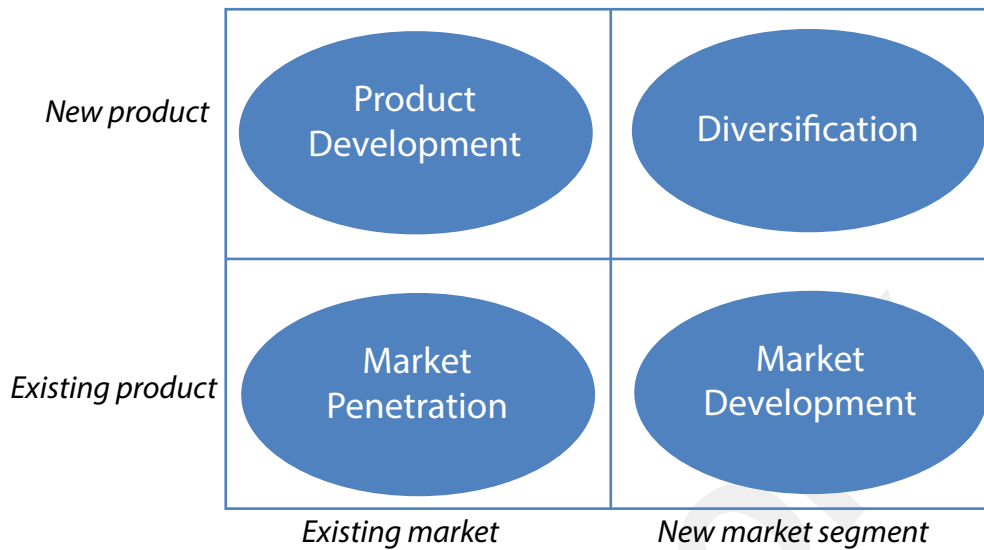 New product
Product
Development
Diversification
Existing product
Market
Penetration
Market
Development
Existing market
New market segment